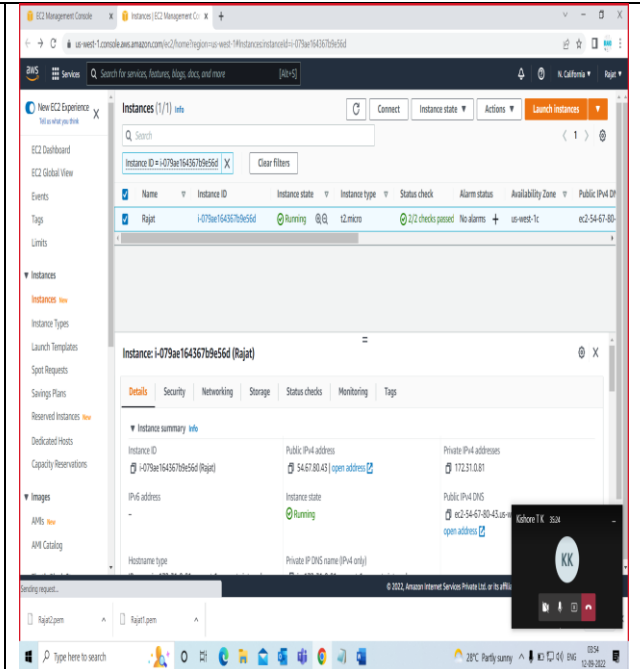 EC2 Management Console
Instances | EC2 Management Co
us-west-1.console.aws.amazon.com/ec2/home?region=us-west-1#Instances:instanceId=i-079ae164367b9e56d
aws
Services
Search for services, features, blogs, docs, and more
[Alt+S]
N. California
Rajat
New EC2 Experience
Tell us what you think
EC2 Dashboard
EC2 Global View
Events
Tags
Limits
Instances
Instances New
Instance Types
Launch Templates
Spot Requests
Savings Plans
Reserved Instances New
Dedicated Hosts
Capacity Reservations
Images
AMIs New
AMI Catalog
Instances (1/1) Info
Connect
Instance state
Actions
Launch instances
Search
1
Instance ID = i-079ae164367b9e56d X
Clear filters
Name Instance ID Instance state Instance type Status check Alarm status Availability Zone Public IPv4 DN
Rajat i-079ae164367b9e56d Running t2.micro 2/2 checks passed No alarms + us-west-1c ec2-54-67-80-
Instance: i-079ae164367b9e56d (Rajat)
Details Security Networking Storage Status checks Monitoring Tags
Instance summary Info
Instance ID
i-079ae164367b9e56d (Rajat)
Public IPv4 address
54.67.80.43 | open address
Private IPv4 addresses
172.31.0.81
IPv6 address
–
Instance state
Running
Public IPv4 DNS
ec2-54-67-80-43.us-w
open address
Hostname type
Private IP DNS name (IPv4 only)
Kishore T K 35:24
KK
Sending request...
© 2022, Amazon Internet Services Private Ltd. or its affilia
Rajat2.pem
Rajat1.pem
Type here to search
28°C Partly sunny
ENG
03:54
12-09-2022